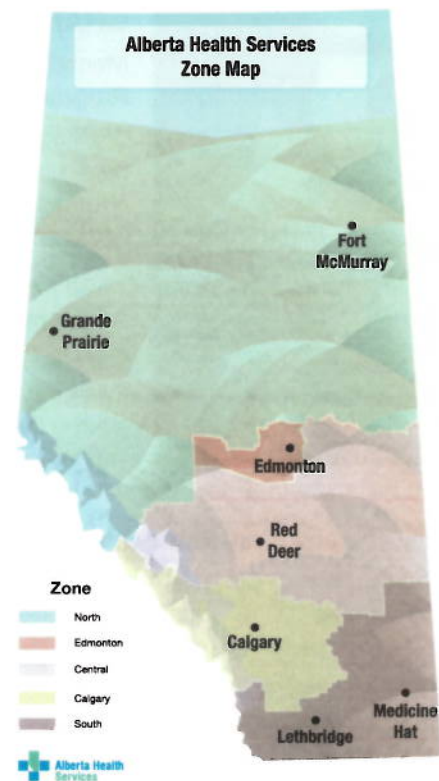 Alberta Health Services
Zone Map
Fort
McMurray
Grande
Prairie
Edmonton
Red
Deer
Calgary
Medicine
Hat
Lethbridge
Zone
North
Edmonton
Central
Calgary
South
Alberta Health
Services